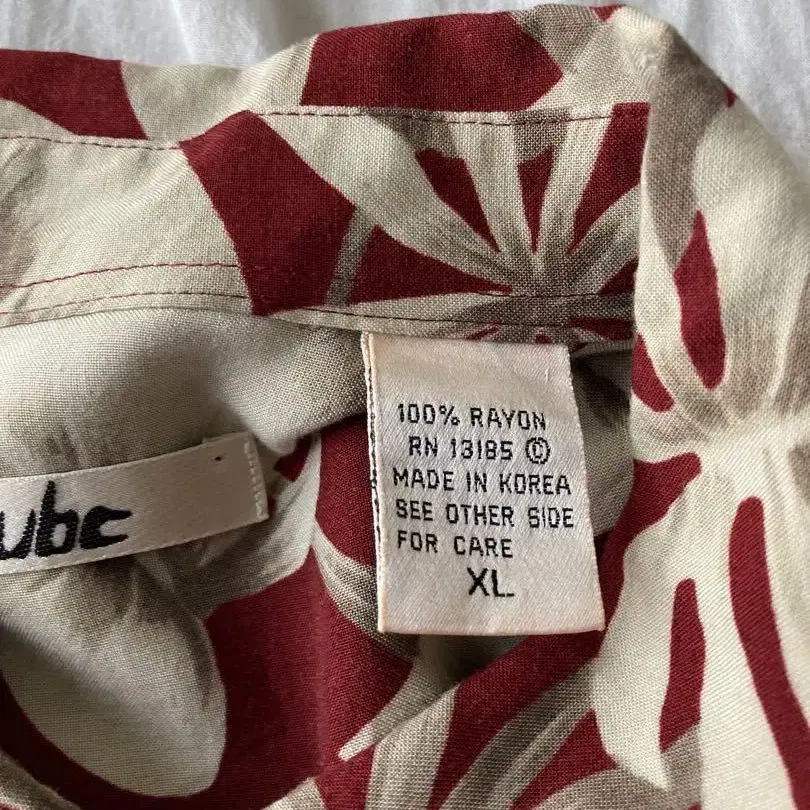 ubc
100% RAYON
RN 13185 ©
MADE IN KOREA
SEE OTHER SIDE
FOR CARE
XL